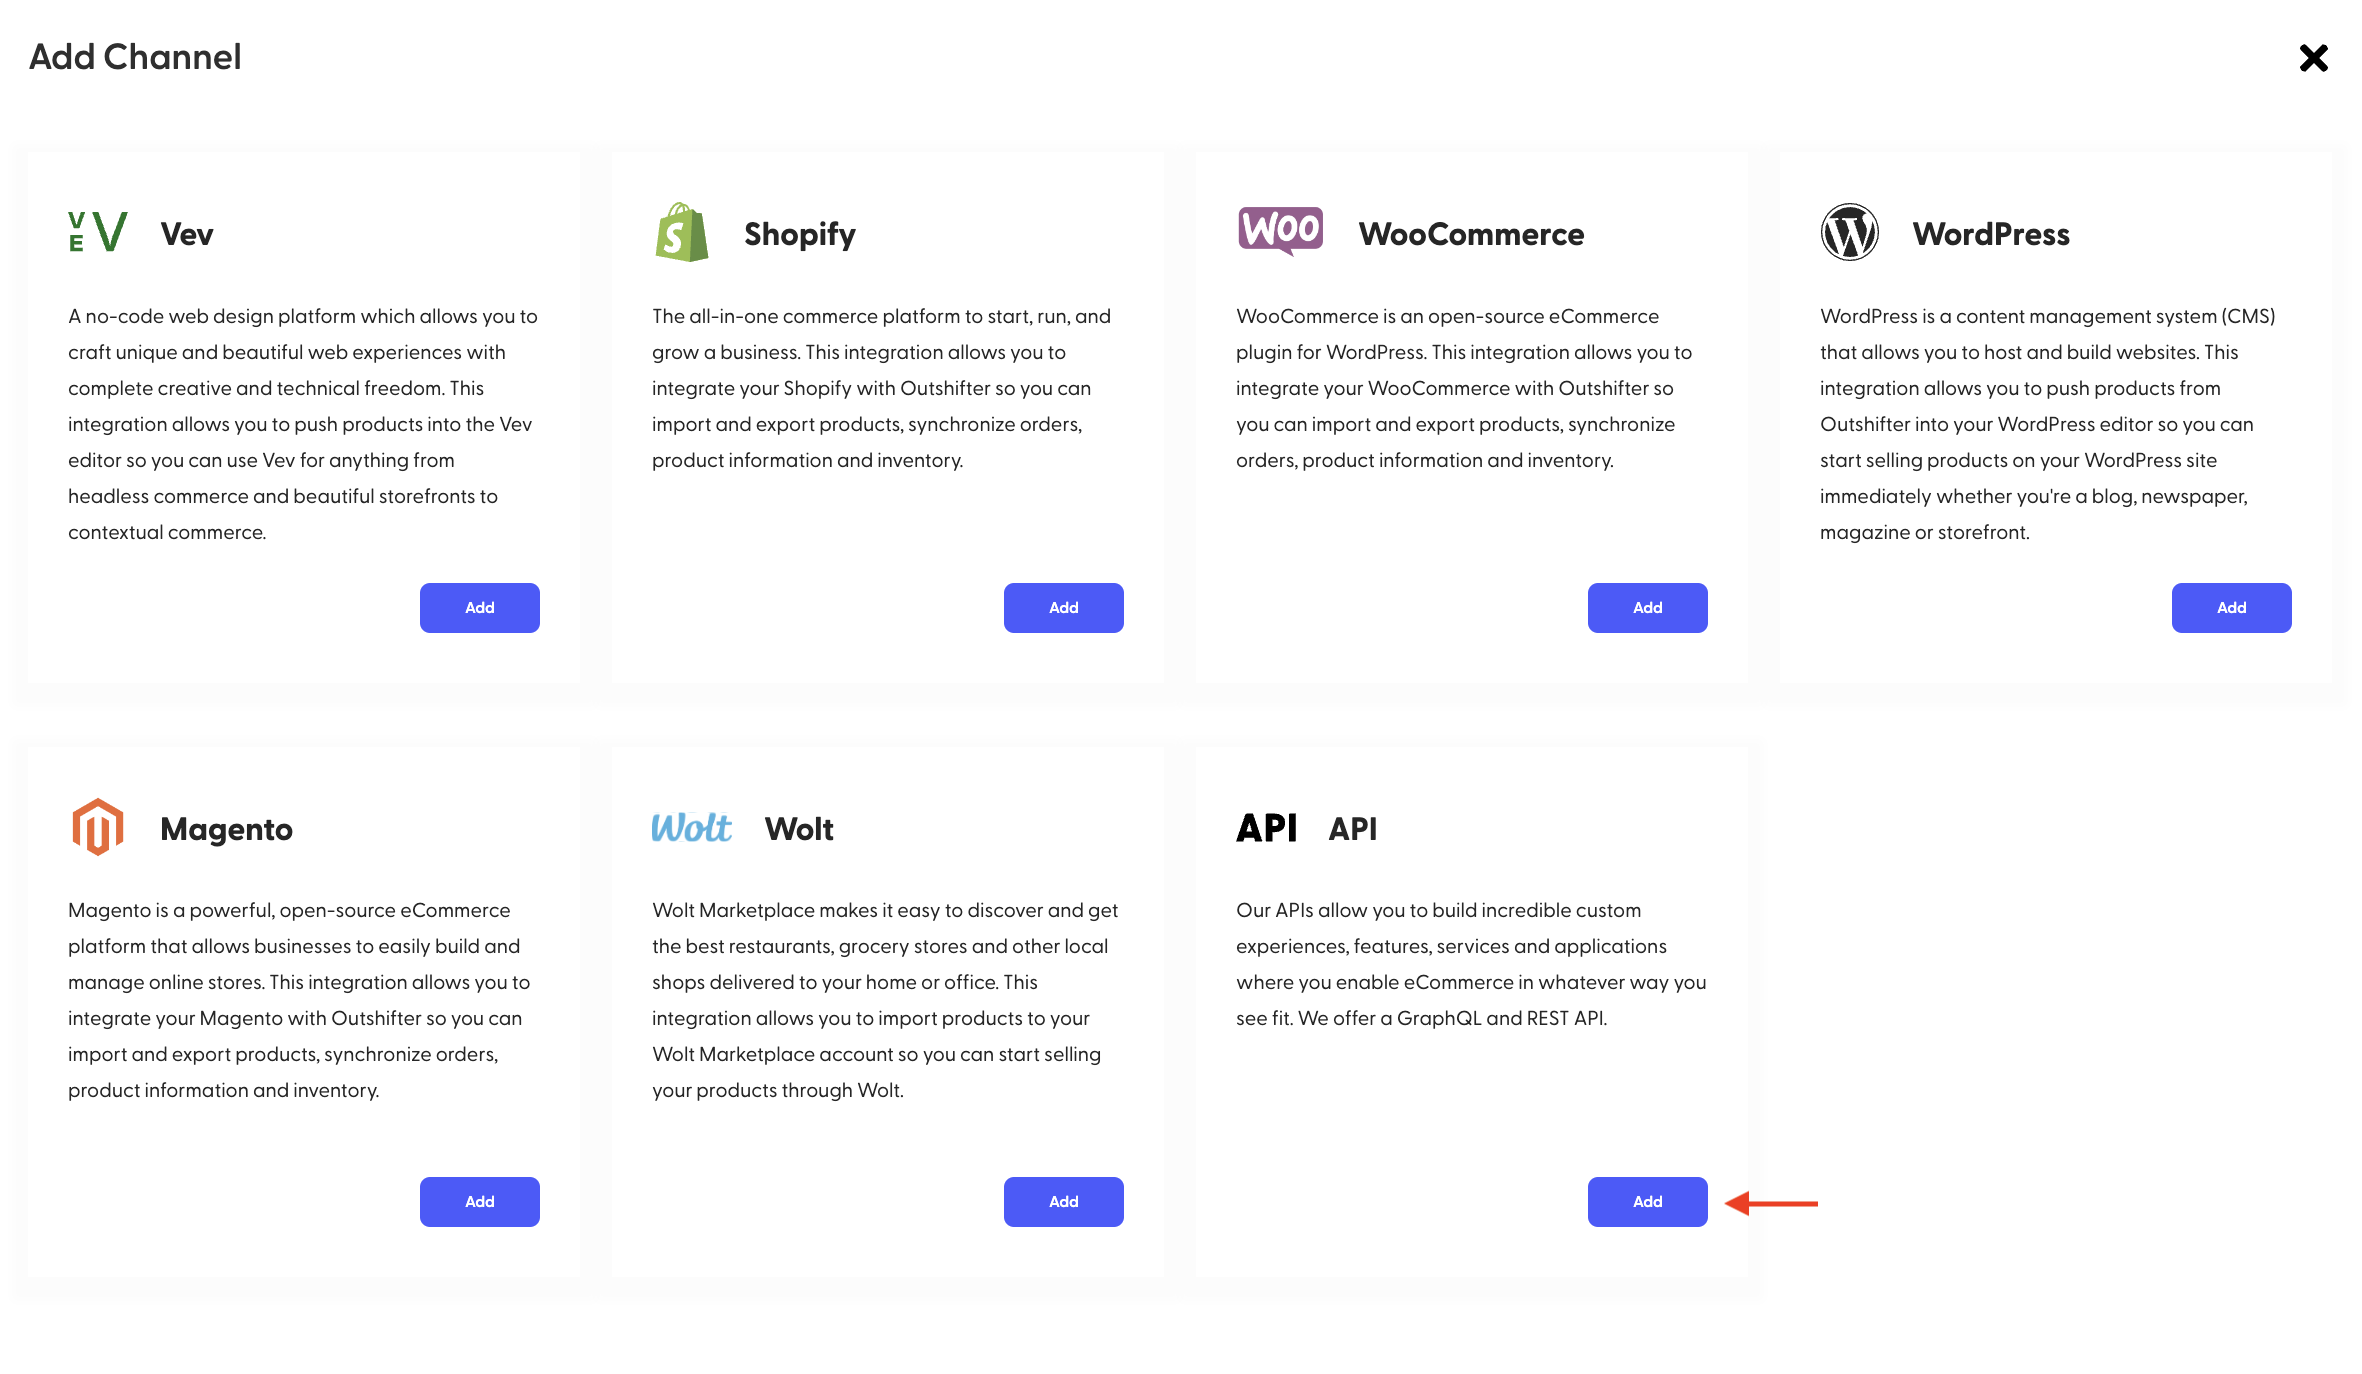 Add Channel
VEV Vev
A no-code web design platform which allows you to
craft unique and beautiful web experiences with
complete creative and technical freedom. This
integration allows you to push products into the Vev
editor so you can use Vev for anything from
headless commerce and beautiful storefronts to
contextual commerce.
Add
S Shopify
The all-in-one commerce platform to start, run, and
grow a business. This integration allows you to
integrate your Shopify with Outshifter so you can
import and export products, synchronize orders,
product information and inventory.
Add
Woo WooCommerce
WooCommerce is an open-source eCommerce
plugin for WordPress. This integration allows you to
integrate your WooCommerce with Outshifter so
you can import and export products, synchronize
orders, product information and inventory.
Add
W WordPress
WordPress is a content management system (CMS)
that allows you to host and build websites. This
integration allows you to push products from
Outshifter into your WordPress editor so you can
start selling products on your WordPress site
immediately whether you're a blog, newspaper,
magazine or storefront.
Add
Magento
Magento is a powerful, open-source eCommerce
platform that allows businesses to easily build and
manage online stores. This integration allows you to
integrate your Magento with Outshifter so you can
import and export products, synchronize orders,
product information and inventory.
Add
Wolt Wolt
Wolt Marketplace makes it easy to discover and get
the best restaurants, grocery stores and other local
shops delivered to your home or office. This
integration allows you to import products to your
Wolt Marketplace account so you can start selling
your products through Wolt.
Add
API API
Our APIs allow you to build incredible custom
experiences, features, services and applications
where you enable eCommerce in whatever way you
see fit. We offer a GraphQL and REST API.
Add